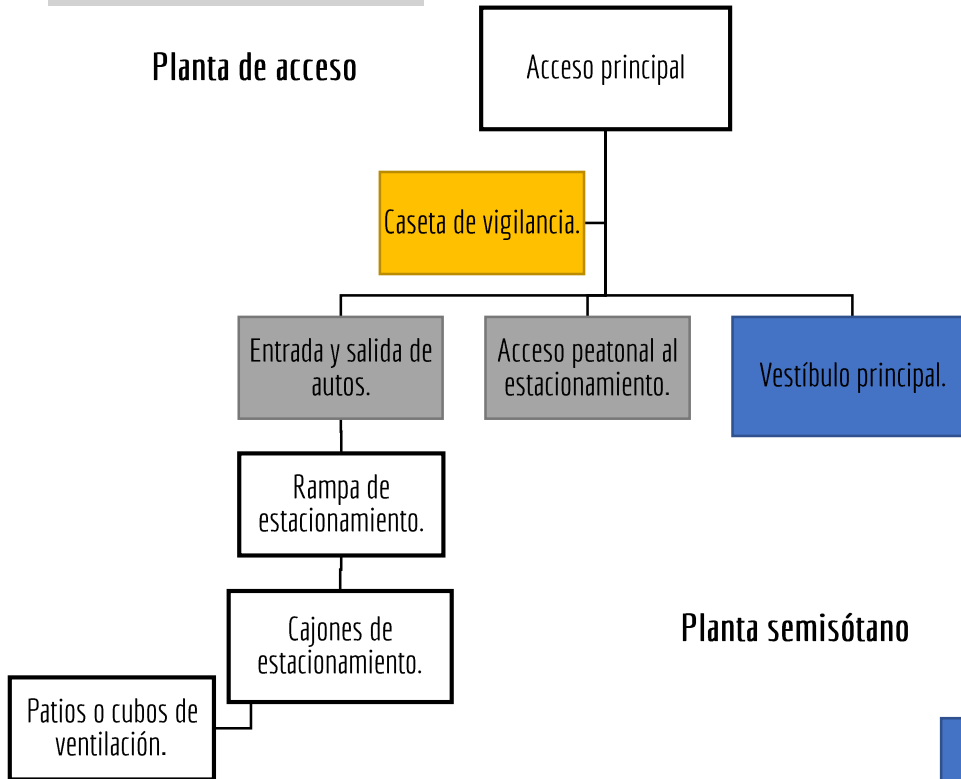 Planta de acceso
Acceso principal
Caseta de vigilancia.
Entrada y salida de
autos.
Acceso peatonal al
estacionamiento.
Vestíbulo principal.
Rampa de
estacionamiento.
Cajones de
estacionamiento.
Planta semisótano
Patios o cubos de
ventilación.